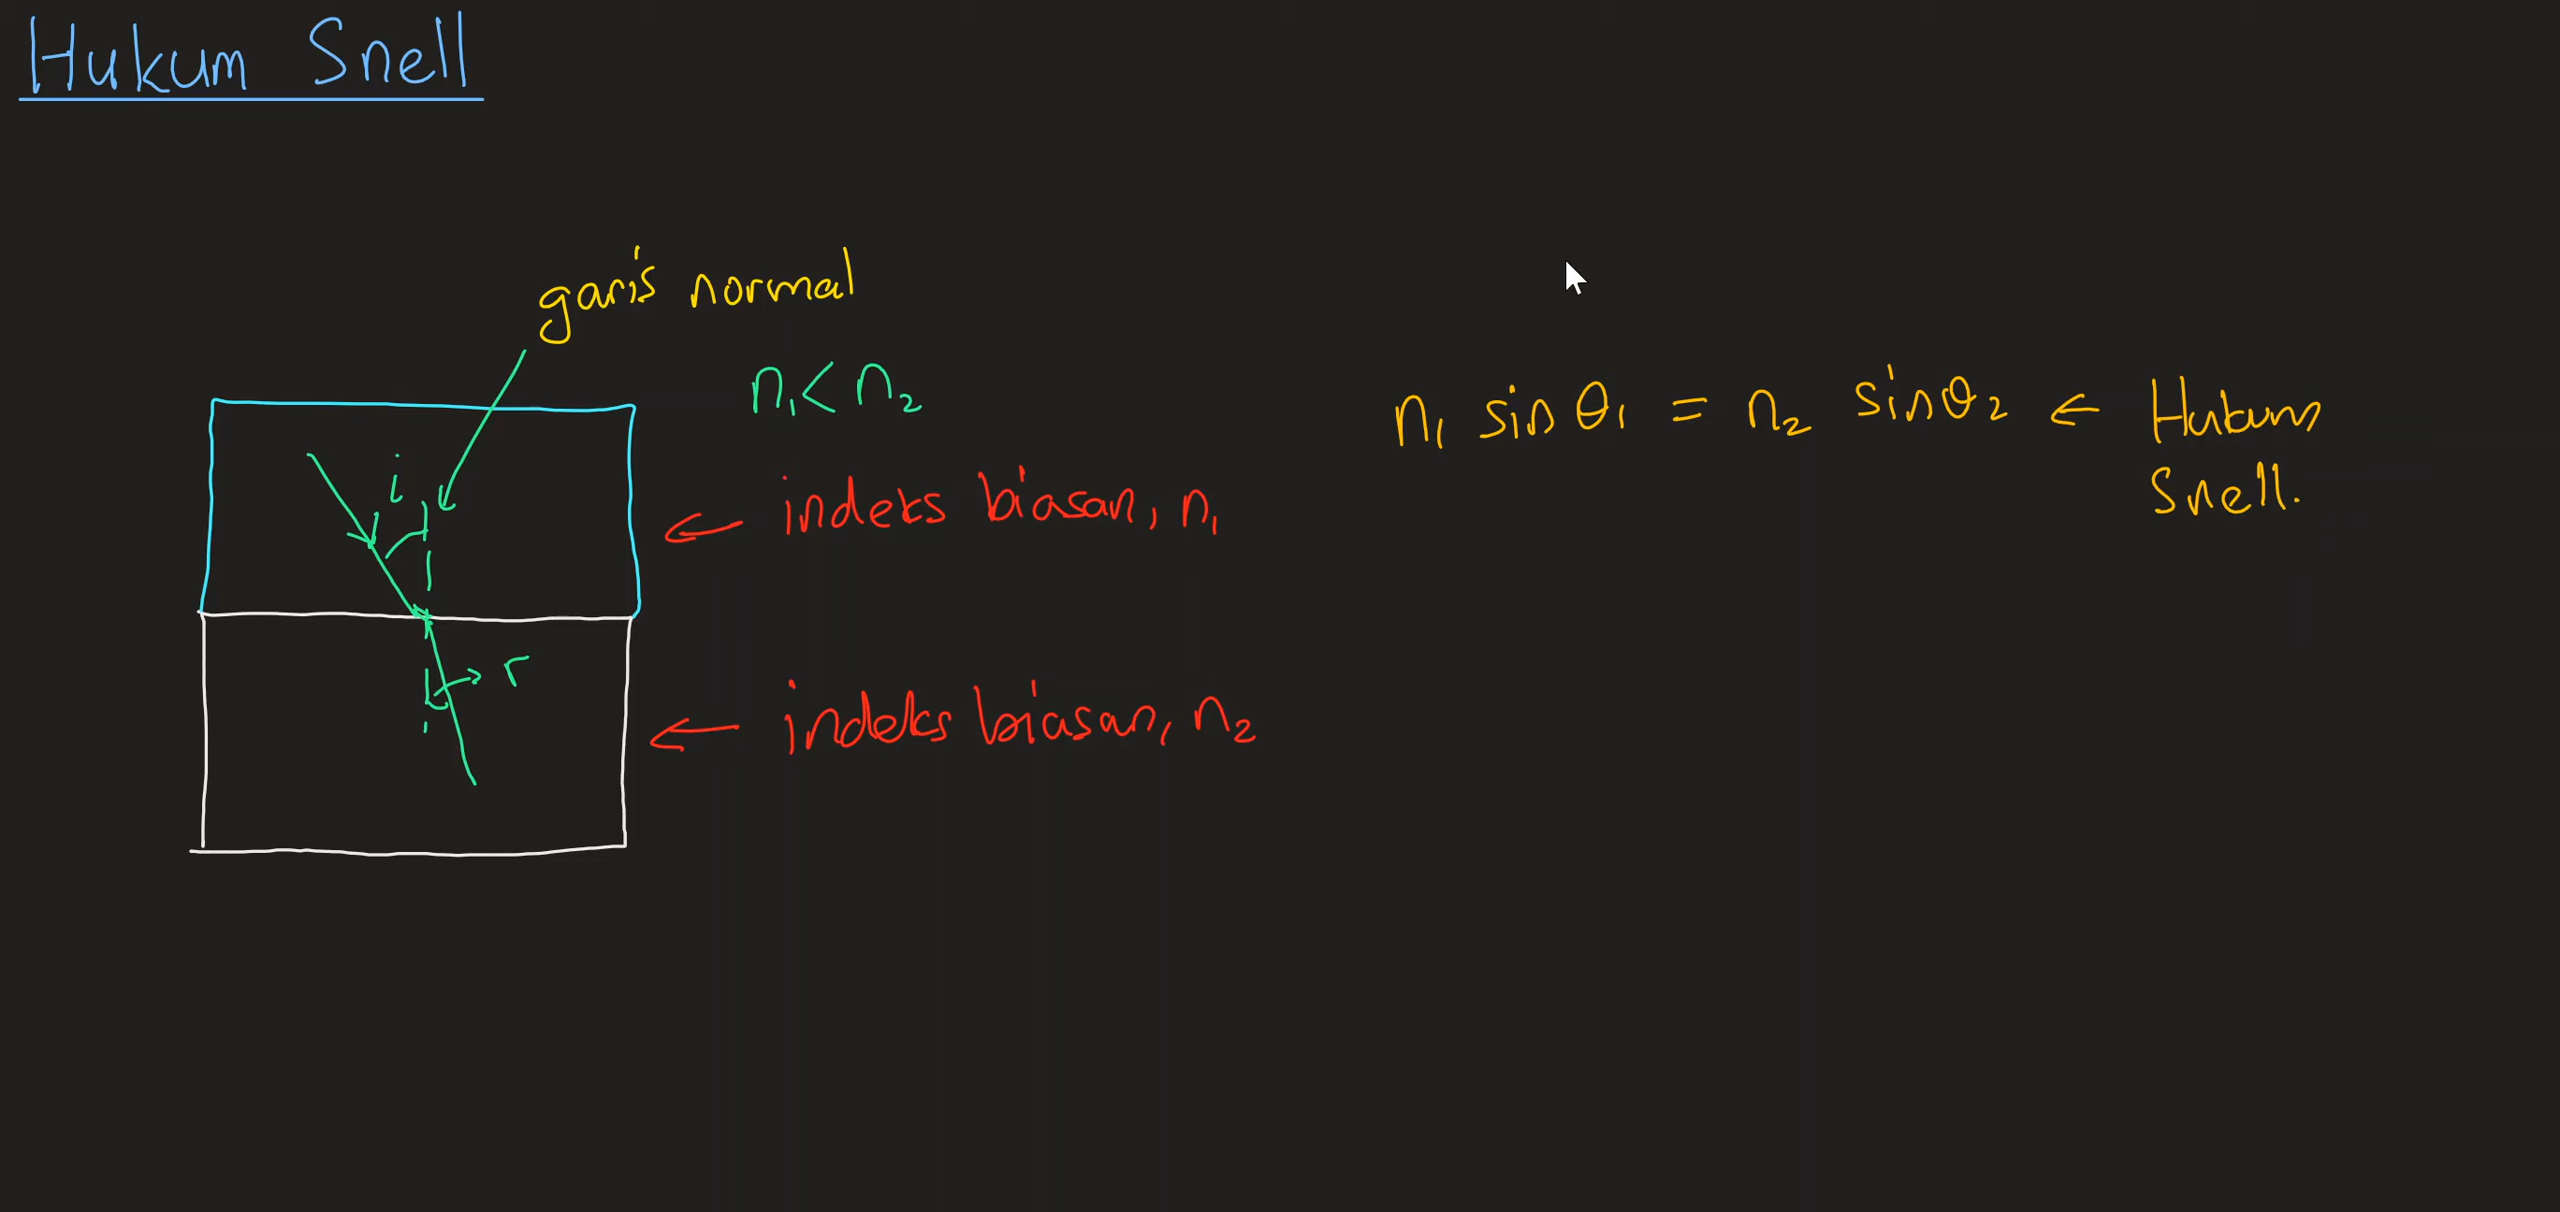 Hukum Snell
garis normal
n₁ < n₂
n₁ sin θ₁ = n₂ sin θ₂ ← Hukum
Snell.
i
← indeks biasan, n₁
r
← indeks biasan, n₂